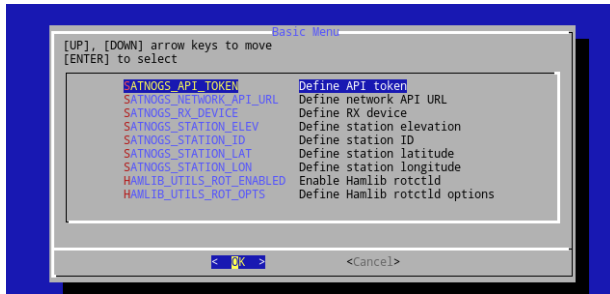 Basic Menu
[UP], [DOWN] arrow keys to move
[ENTER] to select
SATNOGS_API_TOKEN Define API token
SATNOGS_NETWORK_API_URL Define network API URL
SATNOGS_RX_DEVICE Define RX device
SATNOGS_STATION_ELEV Define station elevation
SATNOGS_STATION_ID Define station ID
SATNOGS_STATION_LAT Define station latitude
SATNOGS_STATION_LON Define station longitude
HAMLIB_UTILS_ROT_ENABLED Enable Hamlib rotctld
HAMLIB_UTILS_ROT_OPTS Define Hamlib rotctld options
< OK > <Cancel>